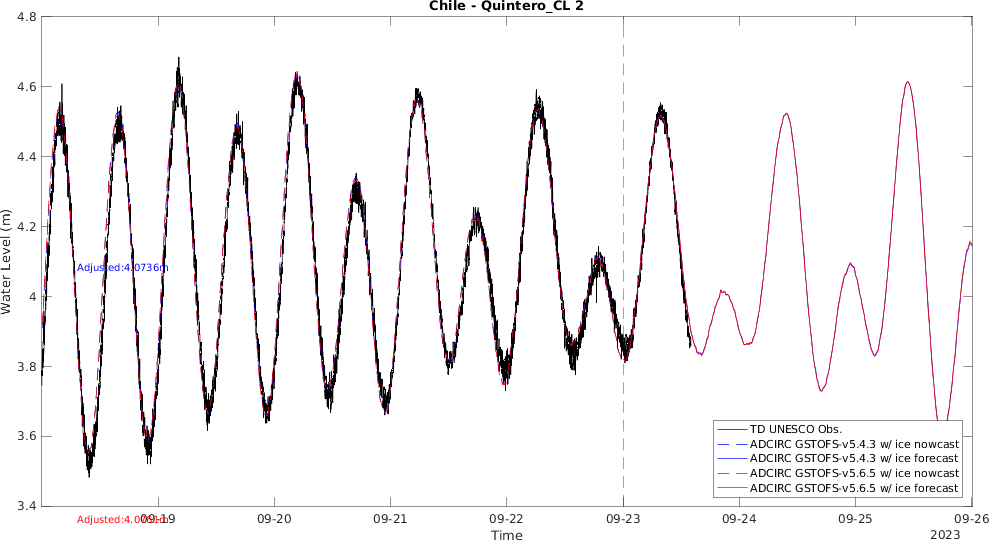 Chile - Quintero_CL 2
4.8
4.6
4.4
4.2
4
3.8
3.6
3.4
Water Level (m)
Adjusted:4.0736m
TD UNESCO Obs.
ADCIRC GSTOFS-v5.4.3 w/ ice nowcast
ADCIRC GSTOFS-v5.4.3 w/ ice forecast
ADCIRC GSTOFS-v5.6.5 w/ ice nowcast
ADCIRC GSTOFS-v5.6.5 w/ ice forecast
09-19 09-20 09-21 09-22 09-23 09-24 09-25 09-26
Time
2023